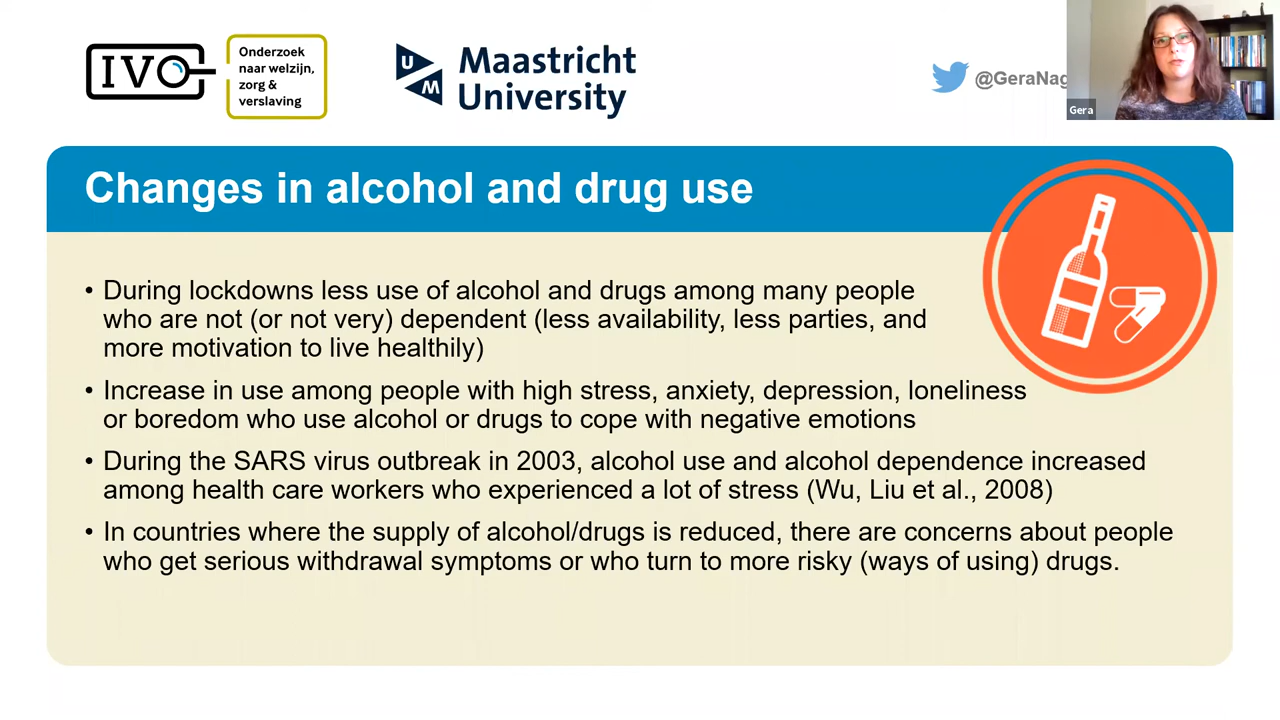 IVO
Onderzoek
naar welzijn,
zorg &
verslaving
UM
Maastricht
University
@GeraNag
Gera
Changes in alcohol and drug use
• During lockdowns less use of alcohol and drugs among many people
who are not (or not very) dependent (less availability, less parties, and
more motivation to live healthily)
• Increase in use among people with high stress, anxiety, depression, loneliness
or boredom who use alcohol or drugs to cope with negative emotions
• During the SARS virus outbreak in 2003, alcohol use and alcohol dependence increased
among health care workers who experienced a lot of stress (Wu, Liu et al., 2008)
• In countries where the supply of alcohol/drugs is reduced, there are concerns about people
who get serious withdrawal symptoms or who turn to more risky (ways of using) drugs.